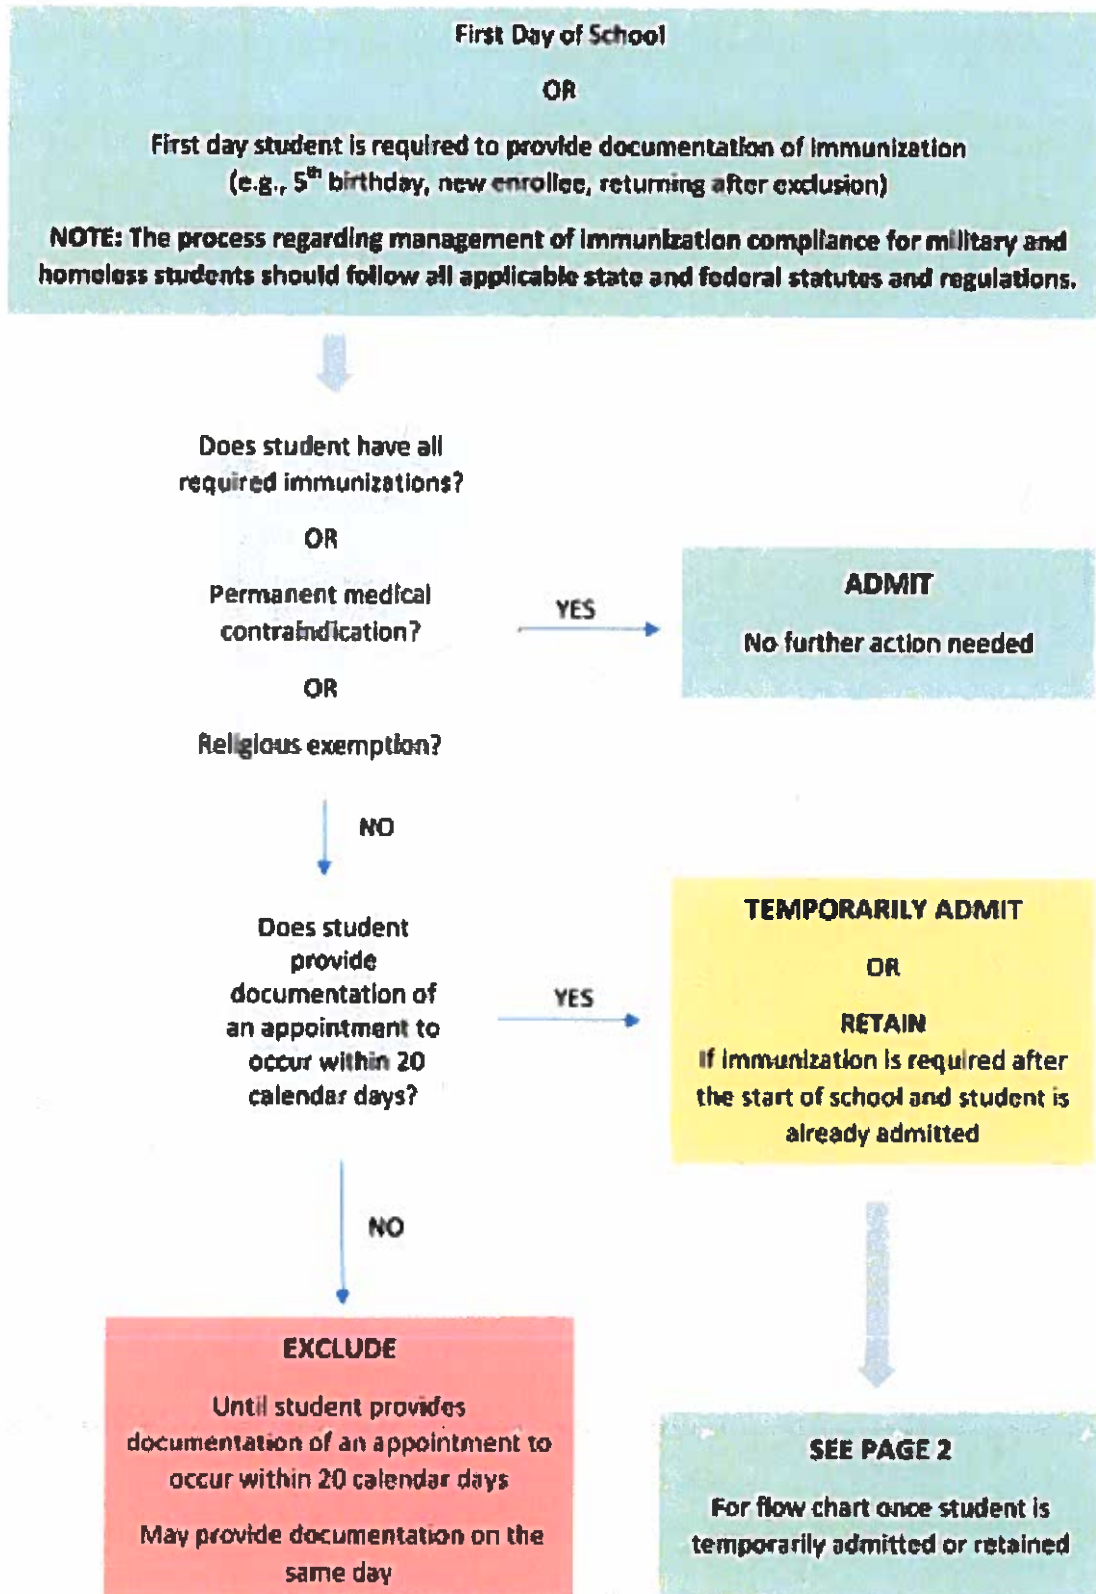 First Day of School
OR
First day student is required to provide documentation of immunization
(e.g., 5th birthday, new enrollee, returning after exclusion)
NOTE: The process regarding management of immunization compliance for military and
homeless students should follow all applicable state and federal statutes and regulations.
Does student have all
required immunizations?
OR
Permanent medical
contraindication?
OR
Religious exemption?
YES
ADMIT
No further action needed
NO
Does student
provide
documentation of
an appointment to
occur within 20
calendar days?
YES
TEMPORARILY ADMIT
OR
RETAIN
If immunization is required after
the start of school and student is
already admitted
NO
EXCLUDE
Until student provides
documentation of an appointment to
occur within 20 calendar days
May provide documentation on the
same day
SEE PAGE 2
For flow chart once student is
temporarily admitted or retained